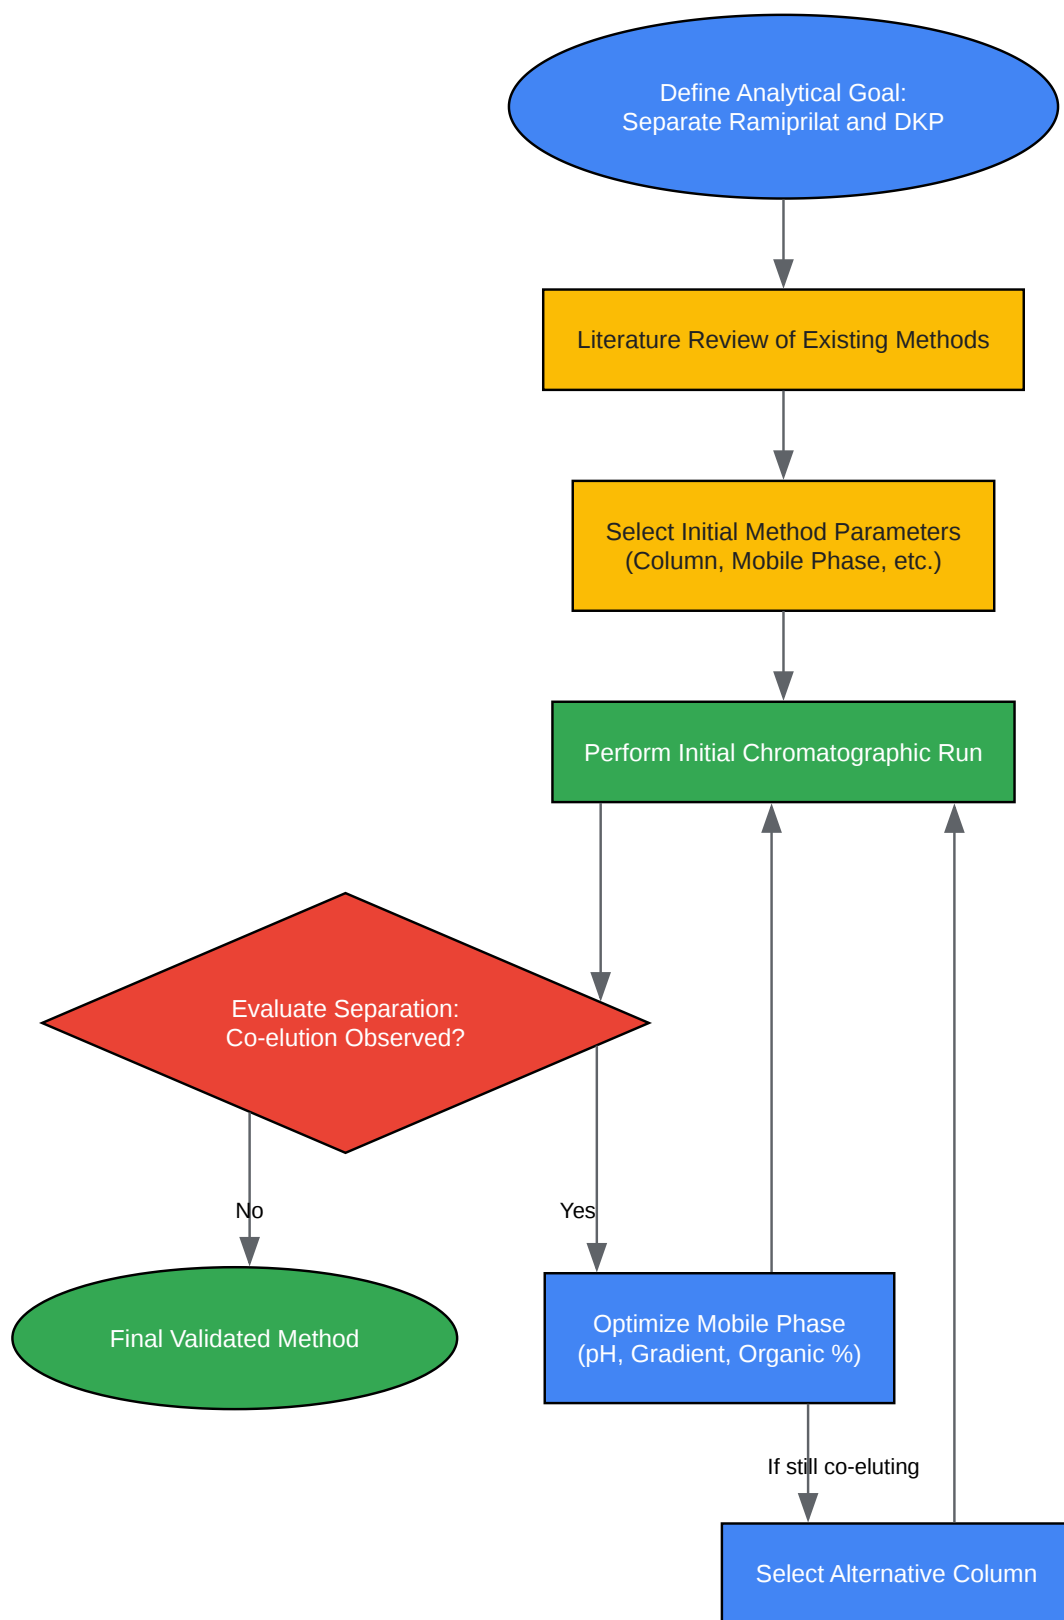 Define Analytical Goal:
Separate Ramiprilat and DKP
Literature Review of Existing Methods
Select Initial Method Parameters
(Column, Mobile Phase, etc.)
Perform Initial Chromatographic Run
Evaluate Separation:
Co-elution Observed?
No
Yes
Final Validated Method
Optimize Mobile Phase
(pH, Gradient, Organic %)
If still co-eluting
Select Alternative Column